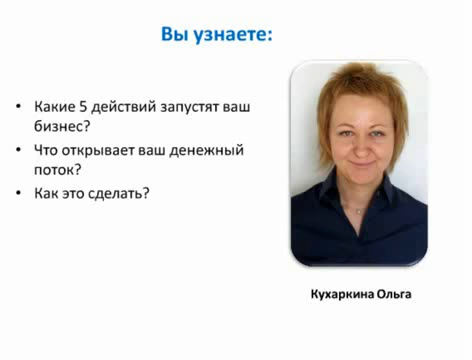 Вы узнаете:
• Какие 5 действий запустят ваш
бизнес?
• Что открывает ваш денежный
поток?
• Как это сделать?
Кухаркина Ольга